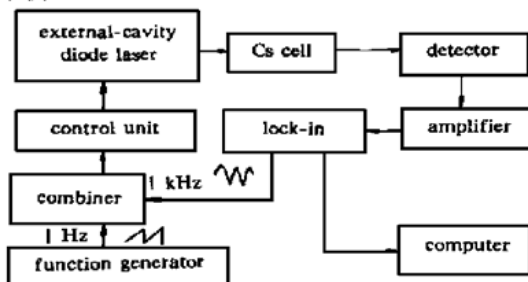 external-cavity
diode laser
Cs cell
detector
control unit
lock-in
amplifier
1 kHz
combiner
1 Hz
computer
function generator